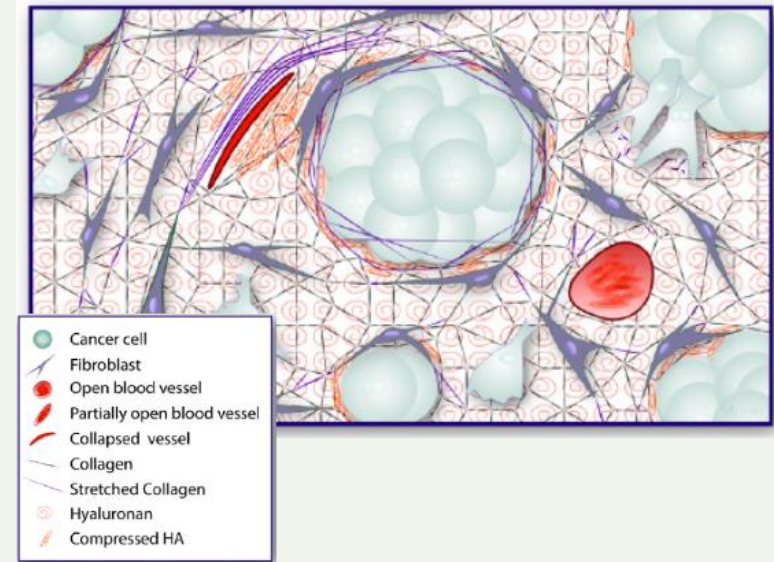 Cancer cell
Fibroblast
Open blood vessel
Partially open blood vessel
Collapsed vessel
Collagen
Stretched Collagen
Hyaluronan
Compressed HA